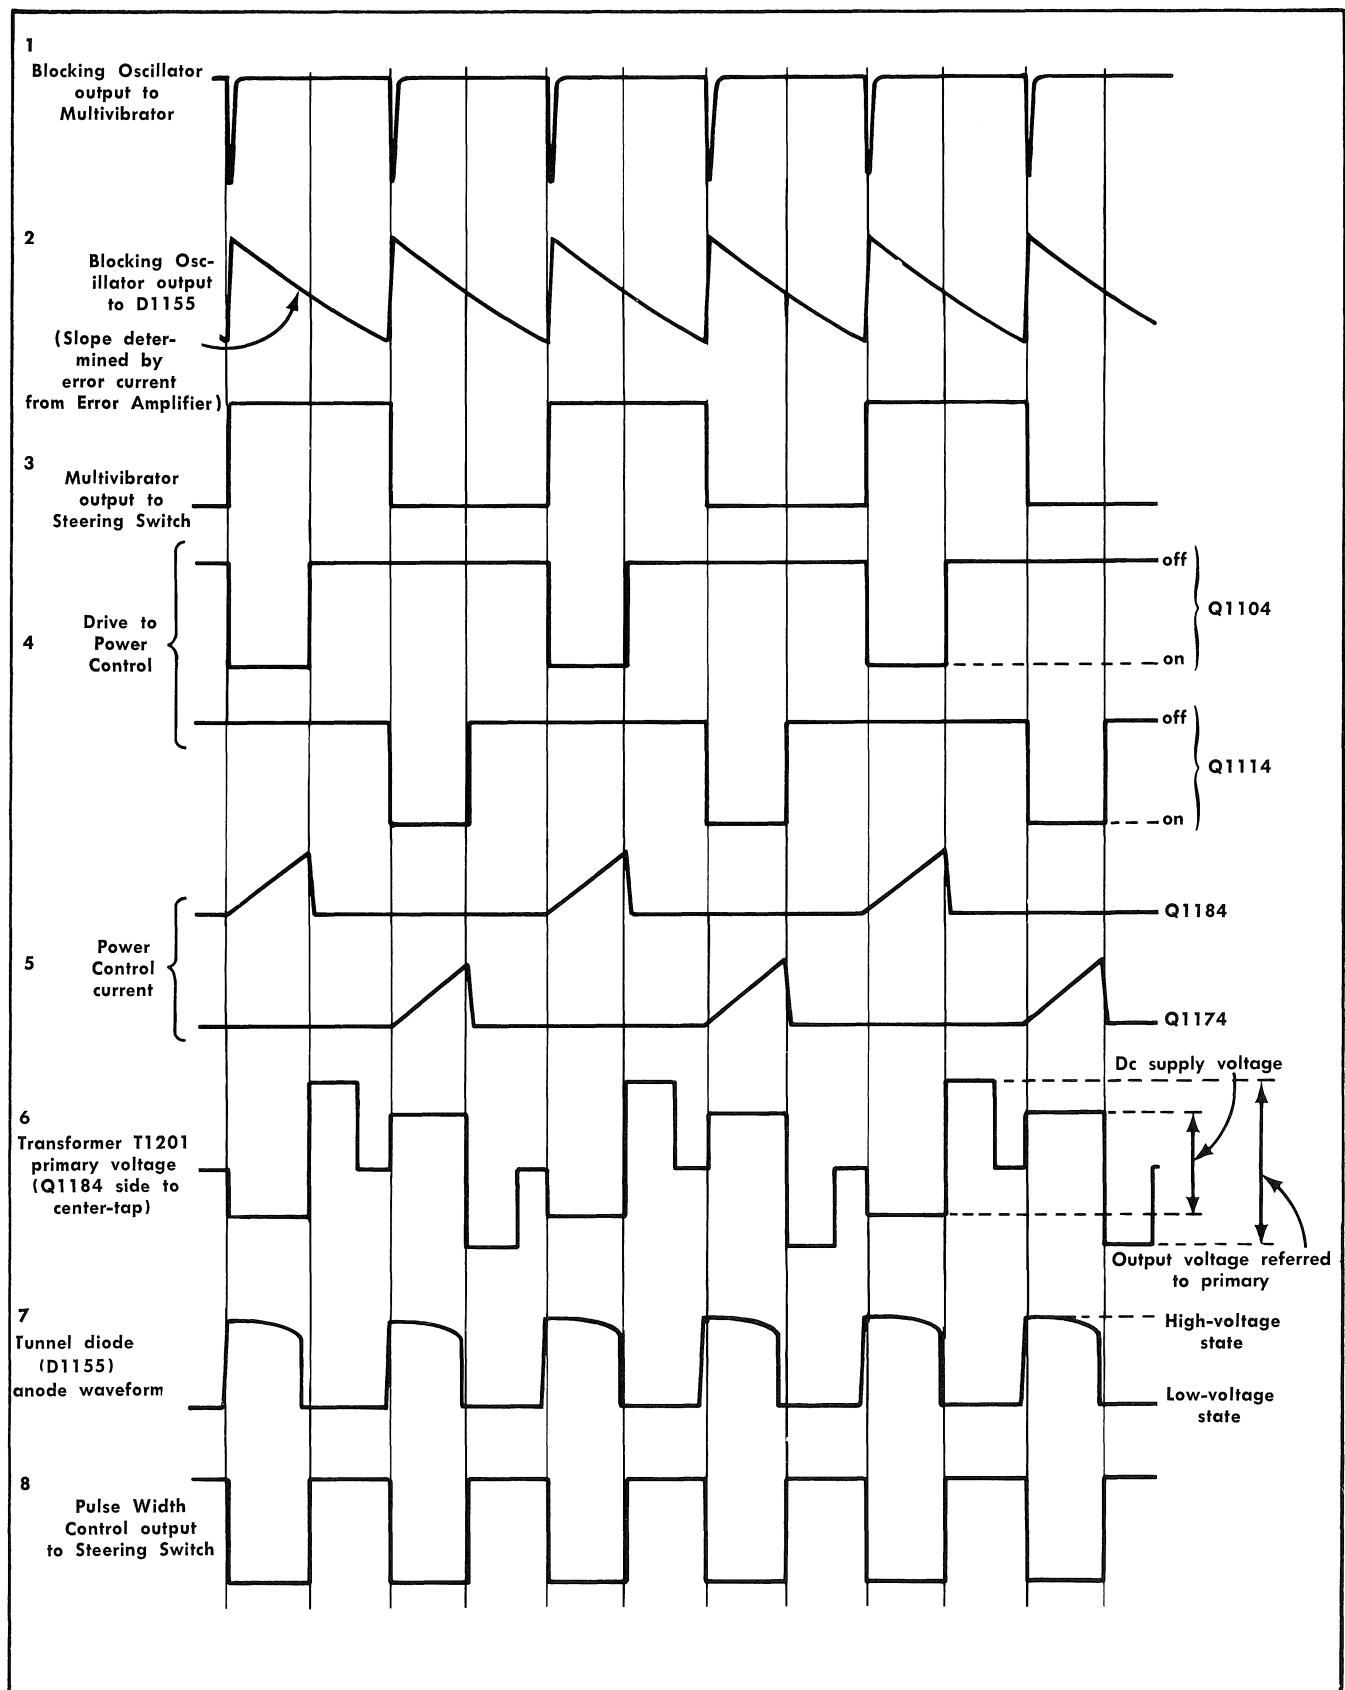 1
Blocking Oscillator
output to
Multivibrator
2
Blocking Osc-
illator output
to D1155
(Slope deter-
mined by
error current
from Error Amplifier)
3
Multivibrator
output to
Steering Switch
4
Drive to
Power
Control
off
Q1104
on
off
Q1114
on
5
Power
Control
current
Q1184
Q1174
6
Transformer T1201
primary voltage
(Q1184 side to
center-tap)
Dc supply voltage
Output voltage referred
to primary
7
Tunnel diode
(D1155)
anode waveform
High-voltage
state
Low-voltage
state
8
Pulse Width
Control output
to Steering Switch